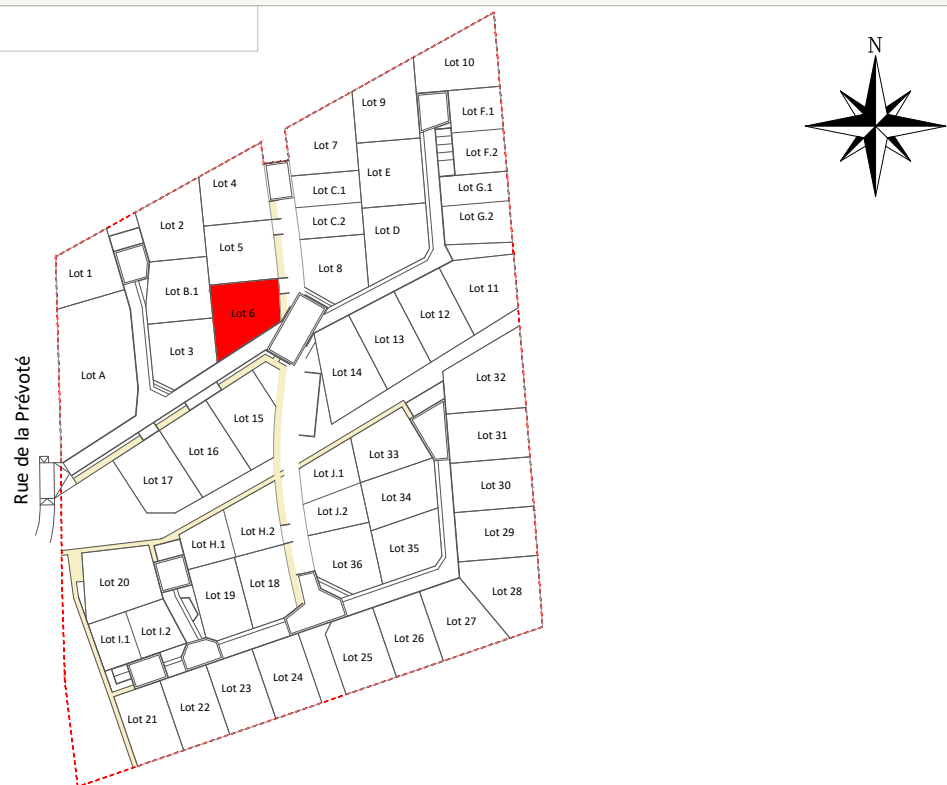 N
Lot 10
Lot 9
Lot F.1
Lot 7
Lot F.2
Lot E
Lot 4
Lot C.1
Lot G.1
Lot 2
Lot C.2
Lot G.2
Lot D
Lot 5
Lot 1
Lot 8
Lot B.1
Lot 11
Lot 6
Lot 12
Lot 13
Lot 3
Lot A
Lot 14
Lot 32
Rue de la Prévoté
Lot 15
Lot 31
Lot 16
Lot 33
Lot J.1
Lot 17
Lot 30
Lot 34
Lot J.2
Lot H.2
Lot 29
Lot H.1
Lot 35
Lot 36
Lot 20
Lot 18
Lot 28
Lot 19
Lot 27
Lot I.2
Lot I.1
Lot 26
Lot 25
Lot 24
Lot 23
Lot 22
Lot 21